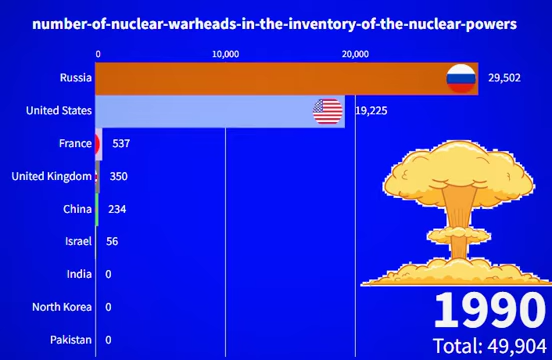 number-of-nuclear-warheads-in-the-inventory-of-the-nuclear-powers
0 10,000 20,000
Russia 29,502
United States 19,225
France 537
United Kingdom 350
China 234
Israel 56
India 0
North Korea 0
Pakistan 0
1990
Total: 49,904